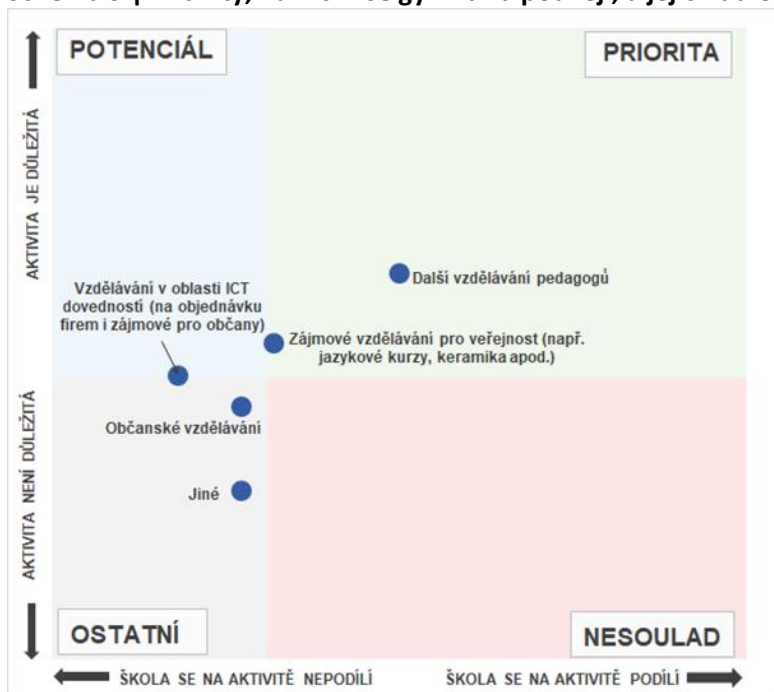 POTENCIÁL
PRIORITA
AKTIVITA JE DŮLEŽITÁ
Další vzdělávání pedagogů
Vzdělávání v oblasti ICT
dovedností (na objednávku
firem i zájmové pro občany)
Zájmové vzdělávání pro veřejnost (např.
jazykové kurzy, keramika apod.)
Občanské vzdělávání
AKTIVITA NENÍ DŮLEŽITÁ
Jiné
OSTATNÍ
NESOULAD
ŠKOLA SE NA AKTIVITĚ NEPODÍLÍ
ŠKOLA SE NA AKTIVITĚ PODÍLÍ